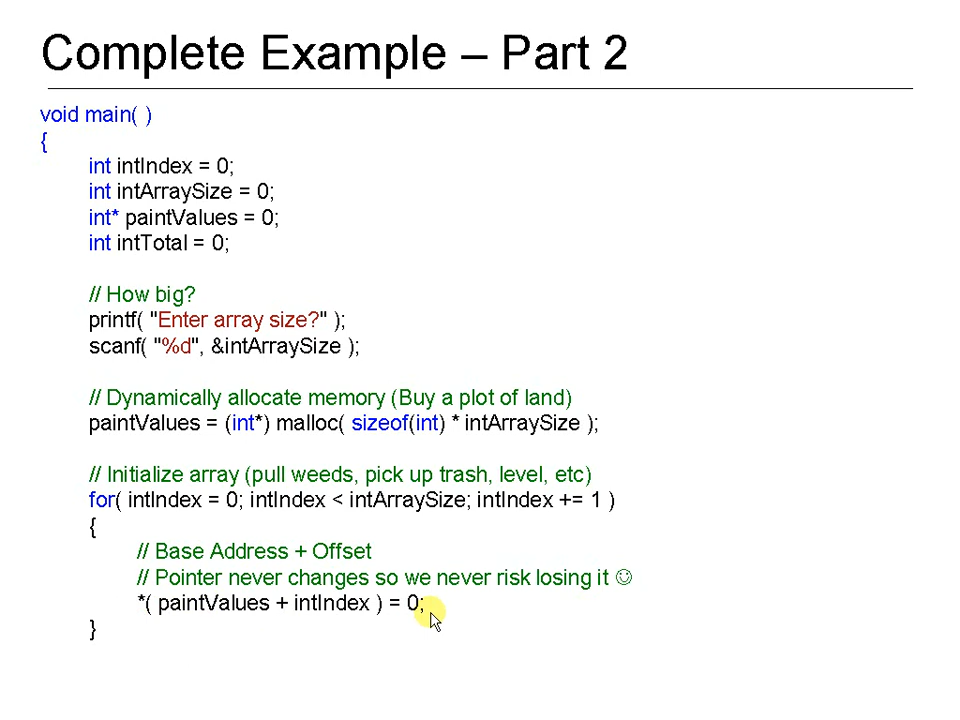 Complete Example – Part 2
void main( )
{
int intIndex = 0;
int intArraySize = 0;
int* paintValues = 0;
int intTotal = 0;
// How big?
printf( "Enter array size?" );
scanf( "%d", &intArraySize );
// Dynamically allocate memory (Buy a plot of land)
paintValues = (int*) malloc( sizeof(int) * intArraySize );
// Initialize array (pull weeds, pick up trash, level, etc)
for( intIndex = 0; intIndex < intArraySize; intIndex += 1 )
{
// Base Address + Offset
// Pointer never changes so we never risk losing it ☺
*( paintValues + intIndex ) = 0;
}